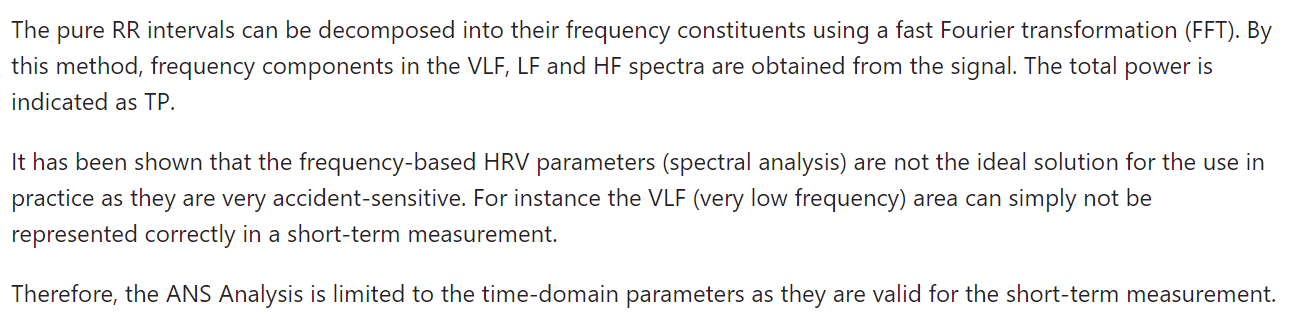 The pure RR intervals can be decomposed into their frequency constituents using a fast Fourier transformation (FFT). By
this method, frequency components in the VLF, LF and HF spectra are obtained from the signal. The total power is
indicated as TP.
It has been shown that the frequency-based HRV parameters (spectral analysis) are not the ideal solution for the use in
practice as they are very accident-sensitive. For instance the VLF (very low frequency) area can simply not be
represented correctly in a short-term measurement.
Therefore, the ANS Analysis is limited to the time-domain parameters as they are valid for the short-term measurement.